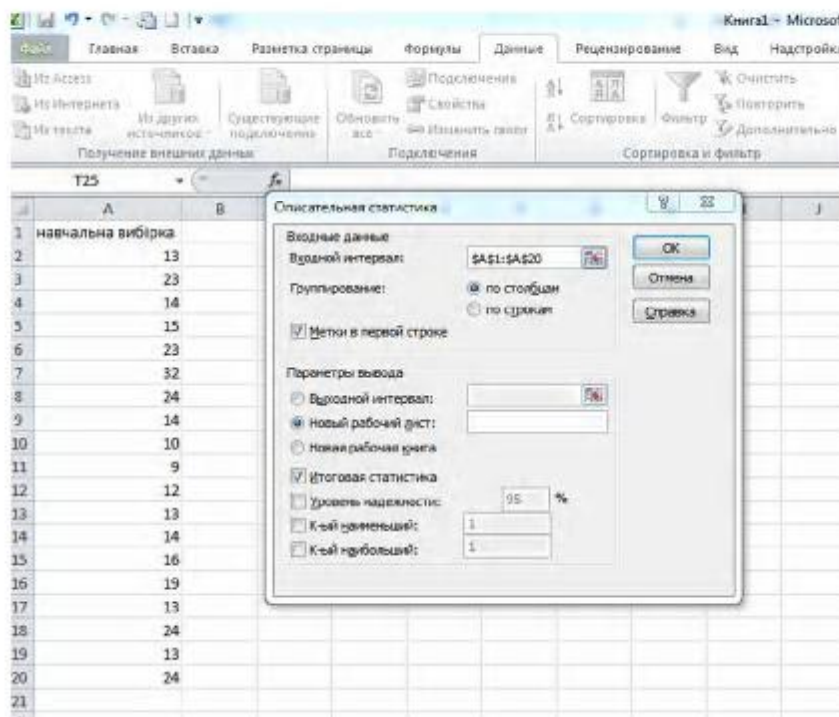 Книга1 - Microsoft
Файл Главная Вставка Разметка страницы Формулы Данные Рецензирование Вид Надстройк
Из Access
Из Интернета
Из текста
Из других источников
Существующие подключения
Обновить все
Подключения
Свойства
Изменить связи
Сортировка
Фильтр
Очистить
Повторить
Дополнительно
Получение внешних данных
Подключения
Сортировка и фильтр
T25
fx
A B J
1 навчальна вибірка
2 13
3 23
4 14
5 15
6 23
7 32
8 24
9 14
10 10
11 9
12 12
13 13
14 14
15 16
16 19
17 13
18 24
19 13
20 24
21
Описательная статистика
Входные данные
Входной интервал: $A$1:$A$20
Группирование: по столбцам
по строкам
Метки в первой строке
Параметры вывода
Выходной интервал:
Новый рабочий лист:
Новая рабочая книга
Итоговая статистика
Уровень надежности: 95 %
К-ый наименьший: 1
К-ый наибольший: 1
ОК
Отмена
Справка